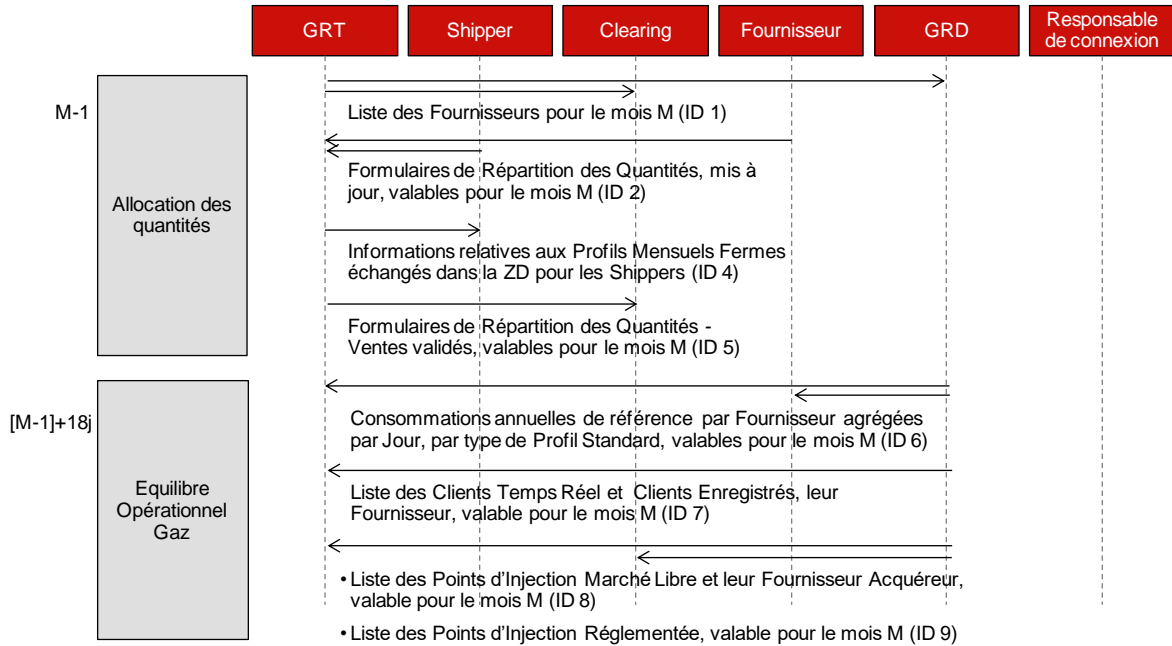 GRT
Shipper
Clearing
Fournisseur
GRD
Responsable
de connexion
M-1
Allocation des
quantités
Liste des Fournisseurs pour le mois M (ID 1)
Formulaires de Répartition des Quantités, mis à
jour, valables pour le mois M (ID 2)
Informations relatives aux Profils Mensuels Fermes
échangés dans la ZD pour les Shippers (ID 4)
Formulaires de Répartition des Quantités -
Ventes validés, valables pour le mois M (ID 5)
[M-1]+18j
Equilibre
Opérationnel
Gaz
Consommations annuelles de référence par Fournisseur agrégées
par Jour, par type de Profil Standard, valables pour le mois M (ID 6)
Liste des Clients Temps Réel et Clients Enregistrés, leur
Fournisseur, valable pour le mois M (ID 7)
• Liste des Points d'Injection Marché Libre et leur Fournisseur Acquéreur,
valable pour le mois M (ID 8)
• Liste des Points d'Injection Réglementée, valable pour le mois M (ID 9)